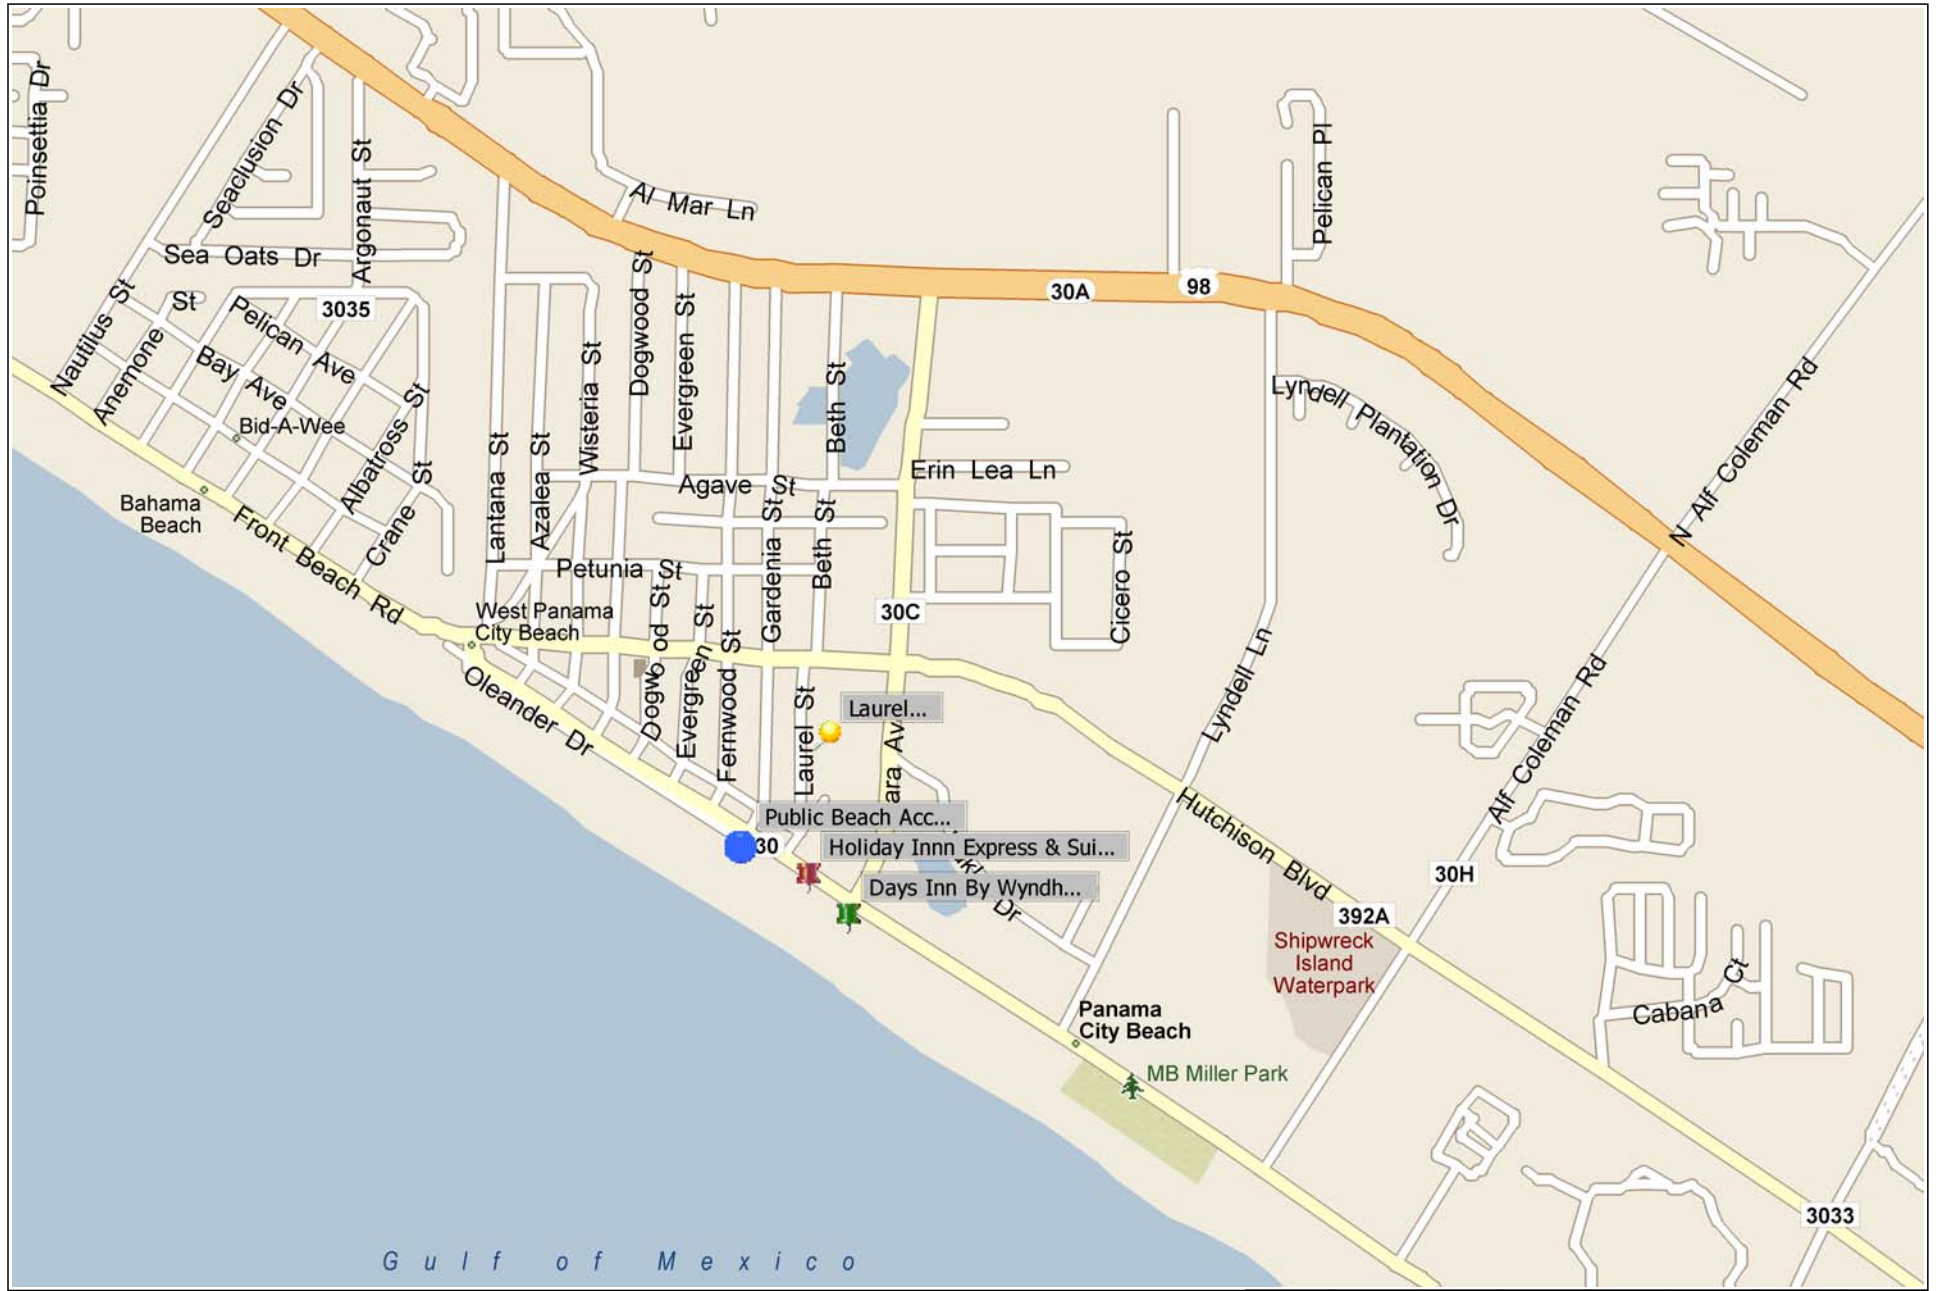 Poinsettia Dr
Seaclusion Dr
Argonaut St
Al Mar Ln
Pelican Pl
Sea Oats Dr
Dogwood St
30A
98
Nautilus St
Anemone St
3035
Pelican Ave
Bay Ave
Evergreen St
Wisteria St
Beth St
Lyndell Plantation Dr
N Alf Coleman Rd
Bid-A-Wee
Albatross St
Crane St
Lantana St
Azalea St
Agave St
Erin Lea Ln
Bahama
Beach
Front Beach Rd
Gardenia St
Beth St
Cicero St
Petunia St
30C
West Panama
City Beach
Dogwood St
Evergreen St
Fernwood St
Oleander Dr
Laurel St
Laurel...
Lyndell Ln
Alf Coleman Rd
Public Beach Acc...
30
Holiday Innn Express & Sui...
Days Inn By Wyndh...
Dr
Hutchison Blvd
30H
392A
Shipwreck
Island
Waterpark
Cabana Ct
Panama
City Beach
MB Miller Park
3033
Gulf of Mexico